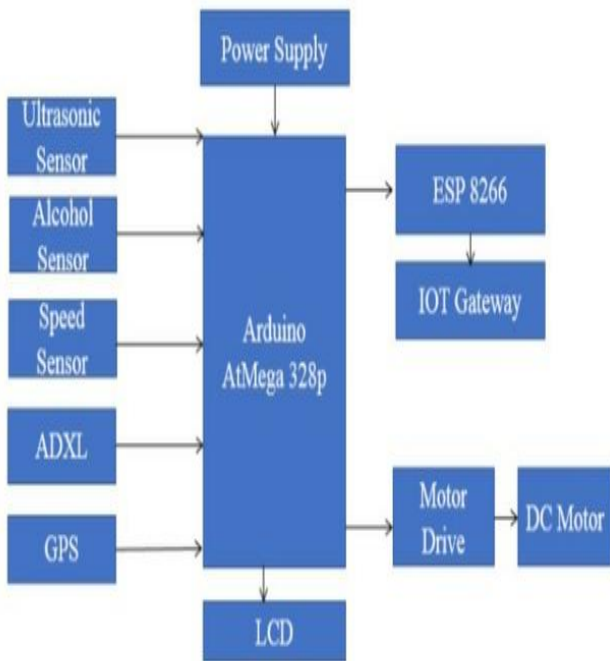 Power Supply
Ultrasonic
Sensor
Alcohol
Sensor
Speed
Sensor
ADXL
GPS
Arduino
AtMega 328p
ESP 8266
IOT Gateway
Motor
Drive
DC Motor
LCD